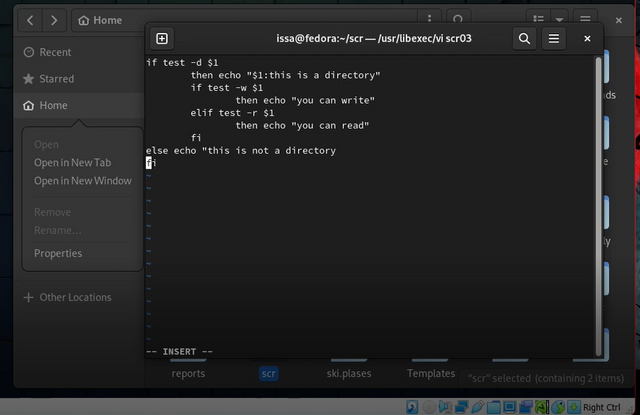 Home
issa@fedora:~/scr — /usr/libexec/vi scr03
Recent
Starred
Home
Open
Open in New Tab
Open in New Window
Remove
Rename…
Properties
Other Locations
if test -d $1
then echo "$1:this is a directory"
if test -w $1
then echo "you can write"
elif test -r $1
then echo "you can read"
fi
else echo "this is not a directory
fi
~
~
~
~
~
~
~
~
~
~
~
~
~
~
-- INSERT --
reports
scr
ski.plases
Templates
"scr" selected (containing 2 items)
Right Ctrl